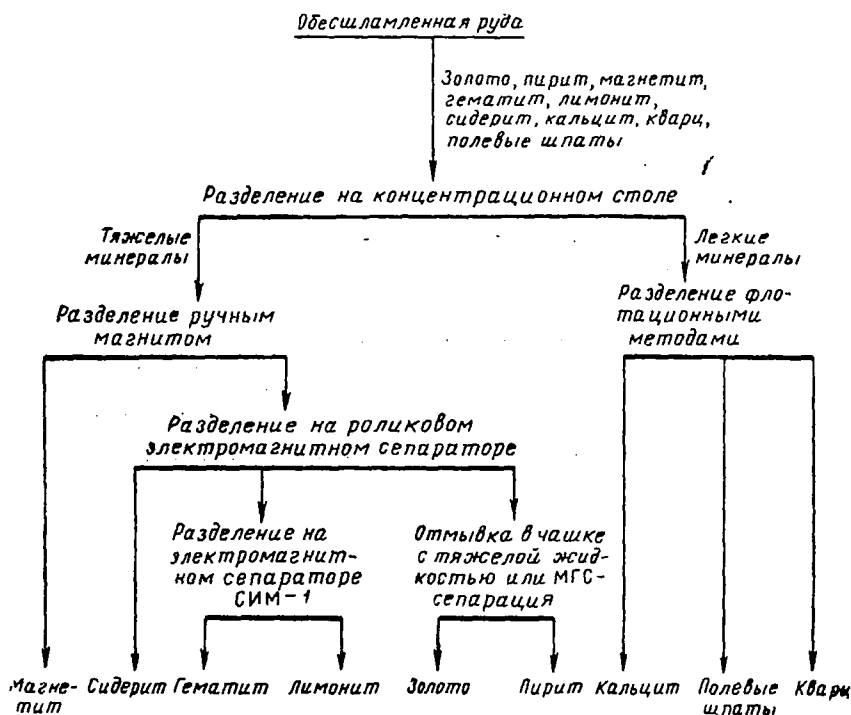 Обесшламленная руда
Золото, пирит, магнетит,
гематит, лимонит,
сидерит, кальцит, кварц,
полевые шпаты
Разделение на концентрационном столе
Тяжелые
минералы
Легкие
минералы
Разделение ручным
магнитом
Разделение фло-
тационными
методами
Разделение на роликовом
электромагнитном сепараторе
Разделение на
электромагнит-
ном сепараторе
СИМ-1
Отмывка в чашке
с тяжелой жид-
костью или МГС-
сепарация
Магне-
тит
Сидерит
Гематит
Лимонит
Золото
Пирит
Кальцит
Полевые
шпаты
Кварц